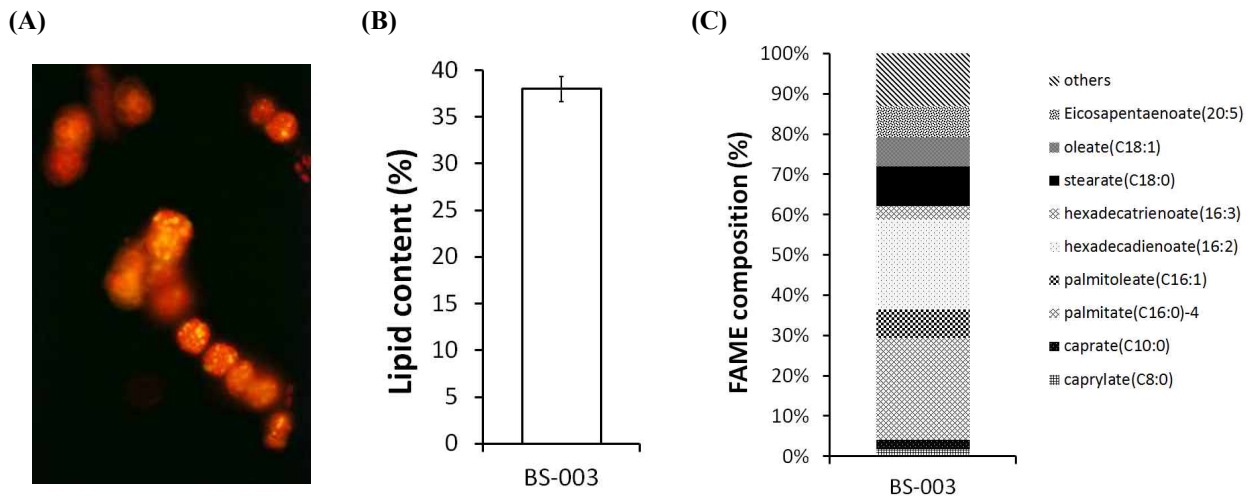 (A)
(B)
(C)
Lipid content (%)
40
35
30
25
20
15
10
5
0
BS-003
FAME composition (%)
100%
90%
80%
70%
60%
50%
40%
30%
20%
10%
0%
BS-003
others
Eicosapentaenoate(20:5)
oleate(C18:1)
stearate(C18:0)
hexadecatrienoate(16:3)
hexadecadienoate(16:2)
palmitoleate(C16:1)
palmitate(C16:0)-4
caprate(C10:0)
caprylate(C8:0)